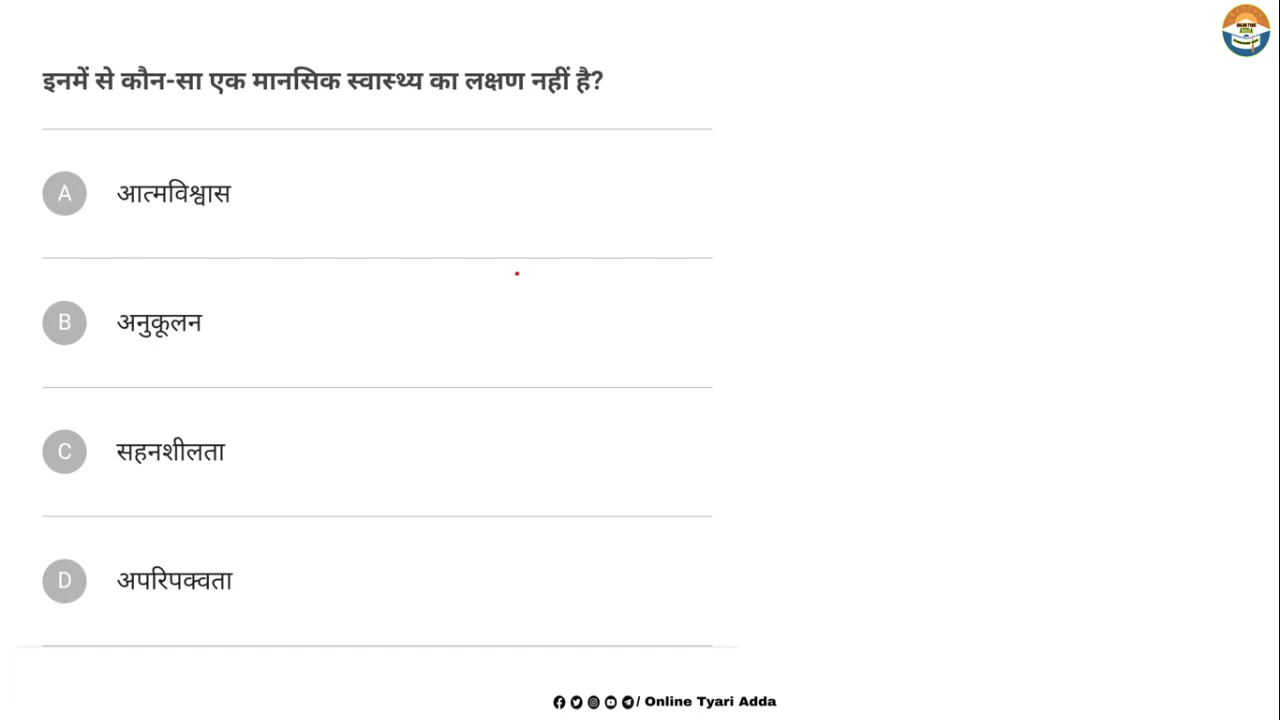 इनमें से कौन-सा एक मानसिक स्वास्थ्य का लक्षण नहीं है?
A आत्मविश्वास
B अनुकूलन
C सहनशीलता
D अपरिपक्वता
/ Online Tyari Adda